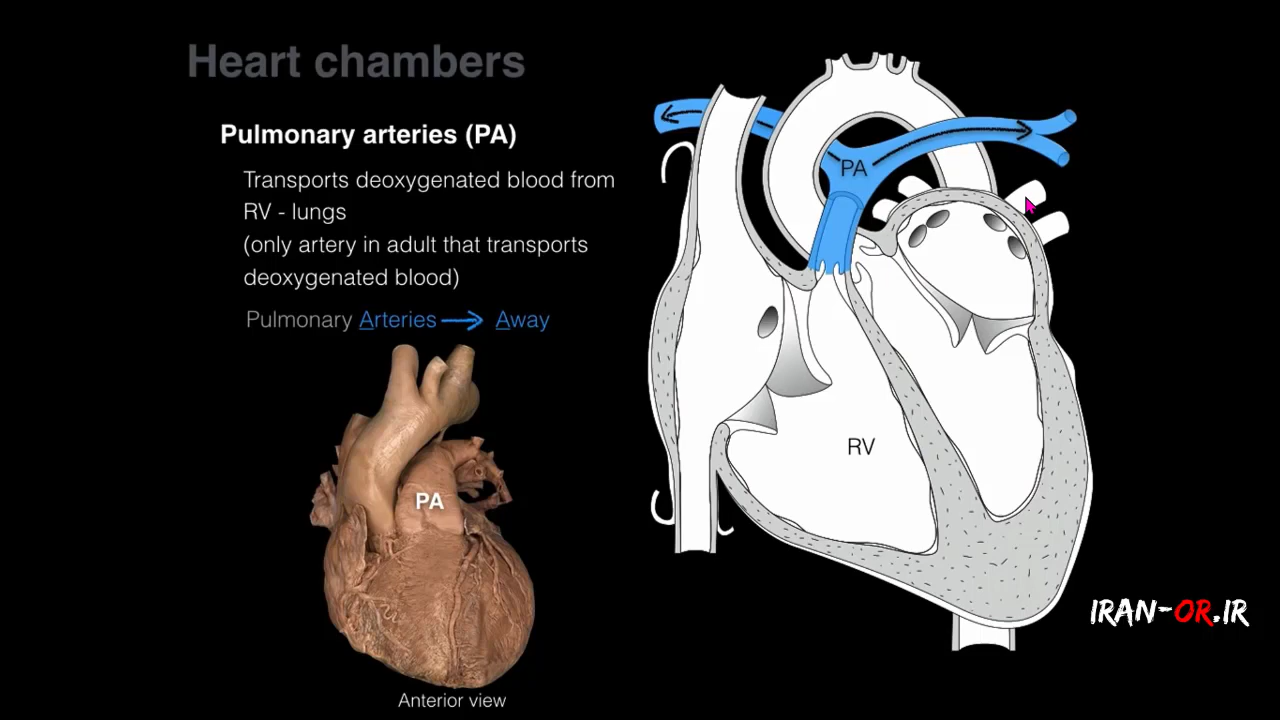 Heart chambers
Pulmonary arteries (PA)
Transports deoxygenated blood from
RV - lungs
(only artery in adult that transports
deoxygenated blood)
Pulmonary Arteries → Away
PA
Anterior view
PA
RV
IRAN-OR.IR